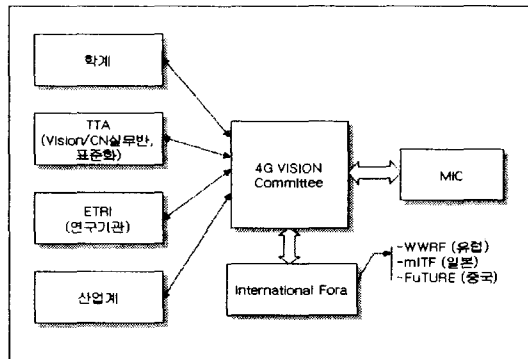 학계
TTA
(Vision/CN실무반,
표준화)
ETRI
(연구기관)
산업계
4G VISION
Committee
MIC
International Fora
-WWRF (유럽)
-mITF (일본)
-FuTURE (중국)